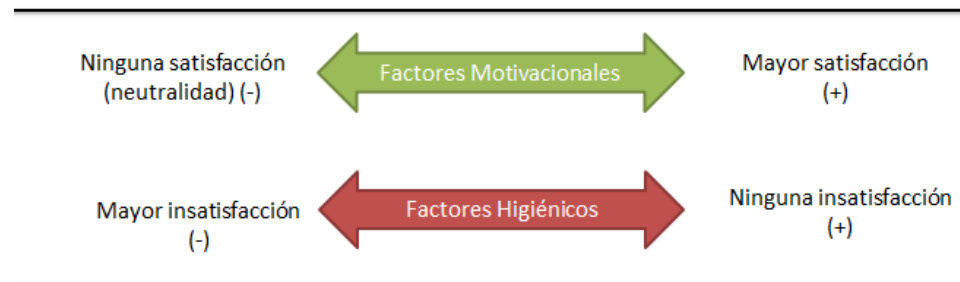 Ninguna satisfacción
(neutralidad) (-)
Factores Motivacionales
Mayor satisfacción
(+)
Mayor insatisfacción
(-)
Factores Higiénicos
Ninguna insatisfacción
(+)